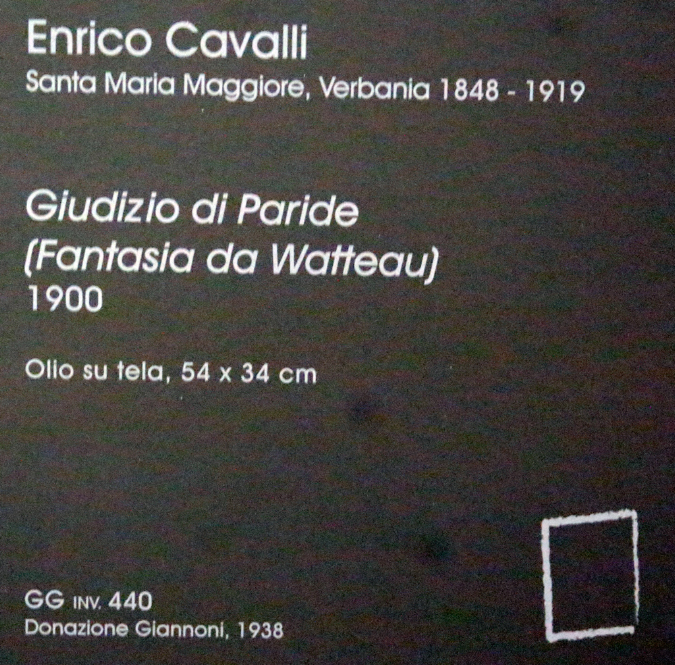 Enrico Cavalli
Santa Maria Maggiore, Verbania 1848 - 1919
Giudizio di Paride
(Fantasia da Watteau)
1900
Olio su tela, 54 x 34 cm
GG INV. 440
Donazione Giannoni, 1938